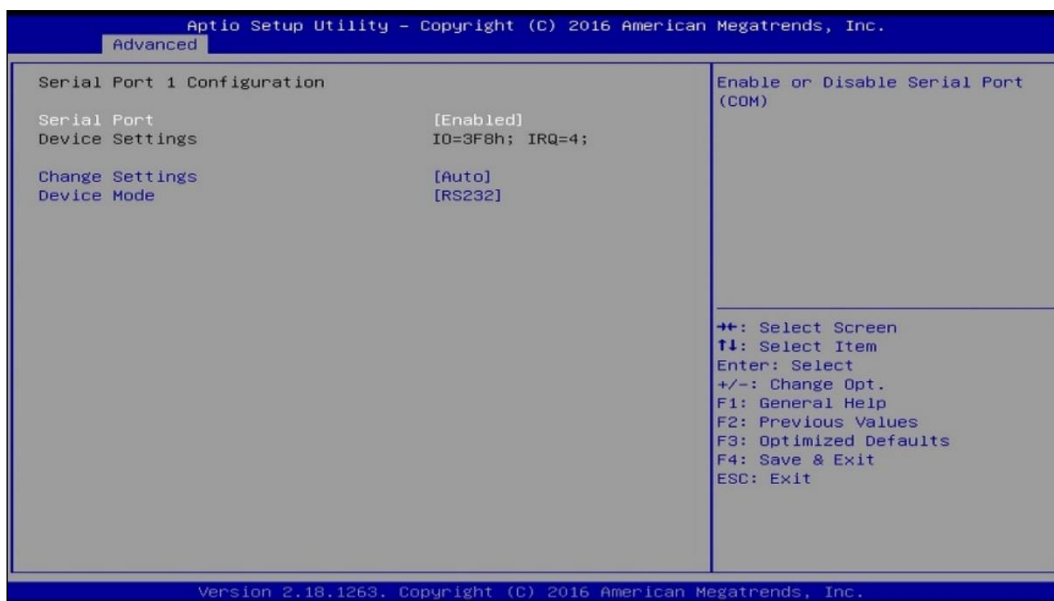 Aptio Setup Utility – Copyright (C) 2016 American Megatrends, Inc.
Advanced
Serial Port 1 Configuration
Serial Port [Enabled]
Device Settings IO=3F8h; IRQ=4;
Change Settings [Auto]
Device Mode [RS232]
Enable or Disable Serial Port
(COM)
→←: Select Screen
↑↓: Select Item
Enter: Select
+/-: Change Opt.
F1: General Help
F2: Previous Values
F3: Optimized Defaults
F4: Save & Exit
ESC: Exit
Version 2.18.1263. Copyright (C) 2016 American Megatrends, Inc.